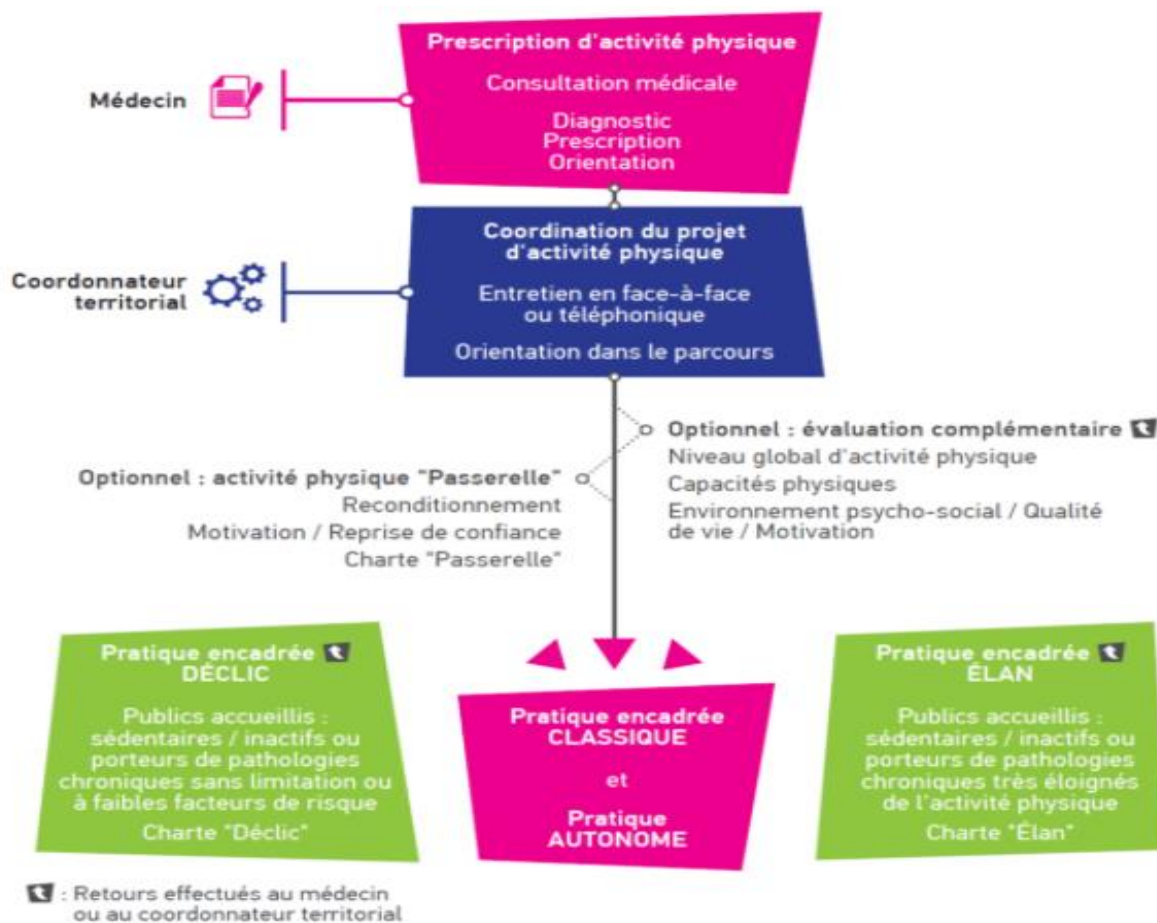 Prescription d'activité physique
Consultation médicale
Diagnostic
Prescription
Orientation
Médecin
Coordination du projet
d'activité physique
Entretien en face-à-face
ou téléphonique
Orientation dans le parcours
Coordonnateur
territorial
Optionnel : évaluation complémentaire t
Niveau global d'activité physique
Capacités physiques
Environnement psycho-social / Qualité
de vie / Motivation
Optionnel : activité physique "Passerelle"
Reconditionnement
Motivation / Reprise de confiance
Charte "Passerelle"
Pratique encadrée t
DÉCLIC
Publics accueillis :
sédentaires / inactifs ou
porteurs de pathologies
chroniques sans limitation ou
à faibles facteurs de risque
Charte "Déclic"
Pratique encadrée
CLASSIQUE
et
Pratique
AUTONOME
Pratique encadrée t
ÉLAN
Publics accueillis :
sédentaires / inactifs ou
porteurs de pathologies
chroniques très éloignés
de l'activité physique
Charte "Élan"
t : Retours effectués au médecin
ou au coordonnateur territorial